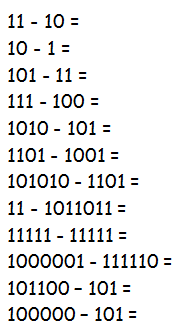 11 - 10 =
10 - 1 =
101 - 11 =
111 - 100 =
1010 - 101 =
1101 - 1001 =
101010 - 1101 =
11 - 1011011 =
11111 - 11111 =
1000001 - 111110 =
101100 – 101 =
100000 – 101 =